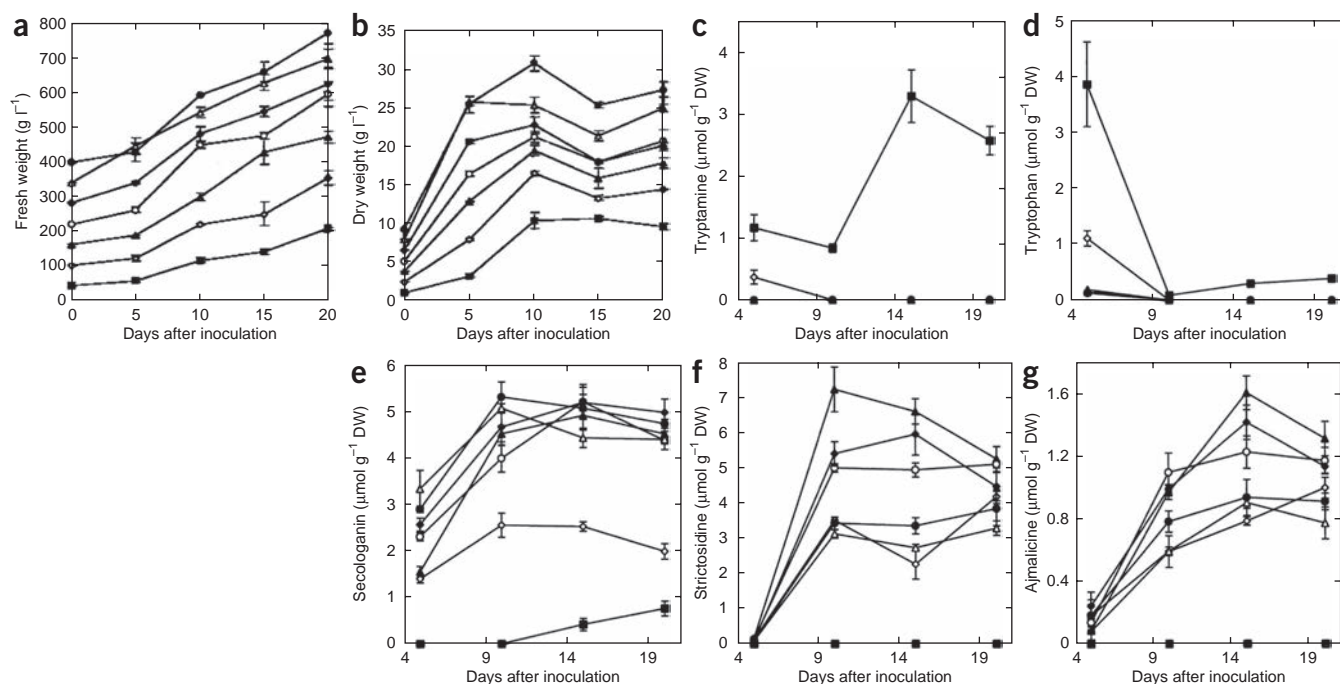 a
Fresh weight (g l⁻¹)
800
700
600
500
400
300
200
100
0
0 5 10 15 20
Days after inoculation
b
Dry weight (g l⁻¹)
35
30
25
20
15
10
5
0
0 5 10 15 20
Days after inoculation
c
Tryptamine (µmol g⁻¹ DW)
4
3
2
1
0
4 9 14 19
Days after inoculation
d
Tryptophan (µmol g⁻¹ DW)
5
4
3
2
1
0
4 9 14 19
Days after inoculation
e
Secologanin (µmol g⁻¹ DW)
6
5
4
3
2
1
0
4 9 14 19
Days after inoculation
f
Strictosidine (µmol g⁻¹ DW)
8
7
6
5
4
3
2
1
0
4 9 14 19
Days after inoculation
g
Ajmalicine (µmol g⁻¹ DW)
1.6
1.2
0.8
0.4
0
4 9 14 19
Days after inoculation